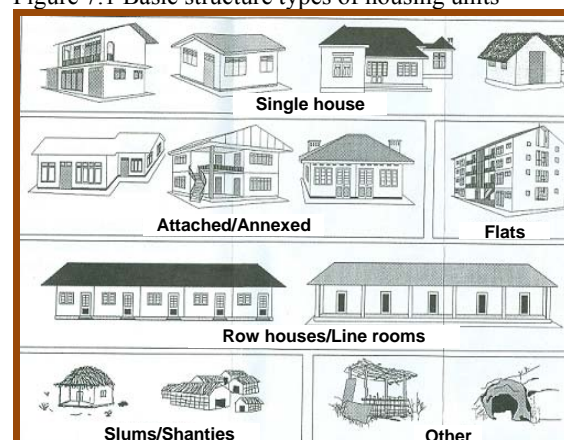 Figure 7.1 Basic structure types of housing units
Single house
Attached/Annexed
Flats
Row houses/Line rooms
Slums/Shanties
Other